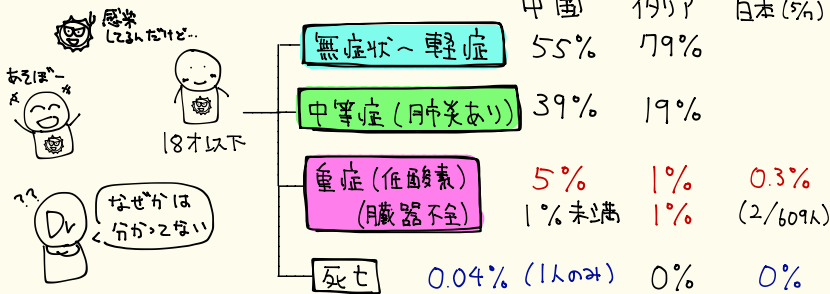 中国 イタリア 日本(5/7)
感染
してるんだけど…
無症状~軽症 55% 79%
あそぼー
中等症(肺炎あり) 39% 19%
18才以下
重症(低酸素) 5% 1% 0.3%
(臓器不全) 1%未満 1% (2/609人)
??
Dr
なぜかは
分かってない
死亡 0.04%(1人のみ) 0% 0%